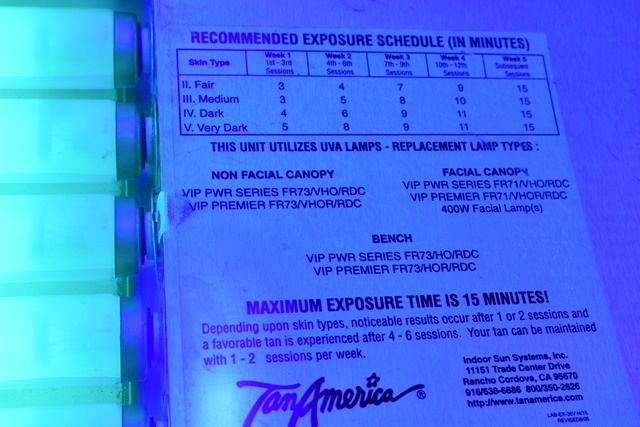 RECOMMENDED EXPOSURE SCHEDULE (IN MINUTES)
Skin Type Week 1 1st - 3rd Sessions Week 2 4th - 6th Sessions Week 3 7th - 9th Sessions Week 4 10th - 12th Sessions Week 5 Subsequent Sessions
II. Fair 3 4 7 9 15
III. Medium 3 5 8 10 15
IV. Dark 4 6 9 11 15
V. Very Dark 5 8 9 11 15
THIS UNIT UTILIZES UVA LAMPS - REPLACEMENT LAMP TYPES :
NON FACIAL CANOPY
VIP PWR SERIES FR73/VHO/RDC
VIP PREMIER FR73/VHOR/RDC
FACIAL CANOPY
VIP PWR SERIES FR71/VHO/RDC
VIP PREMIER FR71/VHOR/RDC
400W Facial Lamp(s)
BENCH
VIP PWR SERIES FR73/HO/RDC
VIP PREMIER FR73/HOR/RDC
MAXIMUM EXPOSURE TIME IS 15 MINUTES!
Depending upon skin types, noticeable results occur after 1 or 2 sessions and
a favorable tan is experienced after 4 - 6 sessions. Your tan can be maintained
with 1 - 2 sessions per week.
TanAmerica ®
Indoor Sun Systems, Inc.
11151 Trade Center Drive
Rancho Cordova, CA 95670
916/638-6886 800/350-2826
http://www.tanamerica.com
LAB-EX-36V-H/15
REVISED8/05